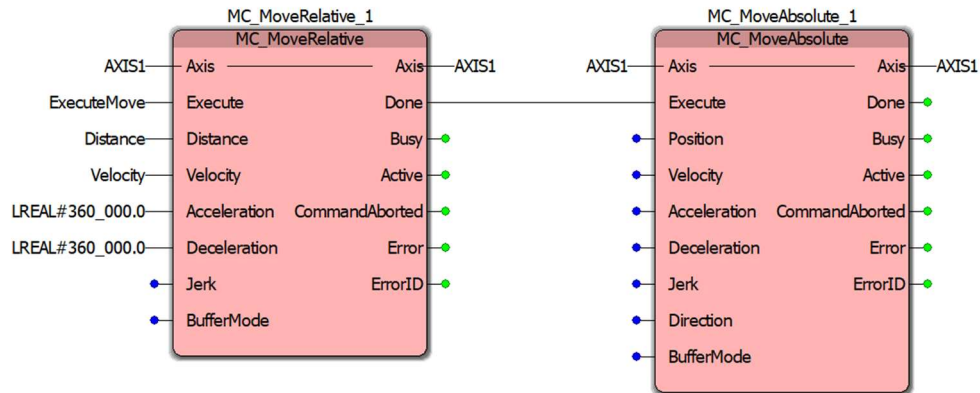 MC_MoveRelative_1
MC_MoveRelative
AXIS1 Axis Axis AXIS1
ExecuteMove Execute Done
Distance Distance Busy
Velocity Velocity Active
LREAL#360_000.0 Acceleration CommandAborted
LREAL#360_000.0 Deceleration Error
Jerk ErrorID
BufferMode
MC_MoveAbsolute_1
MC_MoveAbsolute
AXIS1 Axis Axis AXIS1
Execute Done
Position Busy
Velocity Active
Acceleration CommandAborted
Deceleration Error
Jerk ErrorID
Direction
BufferMode